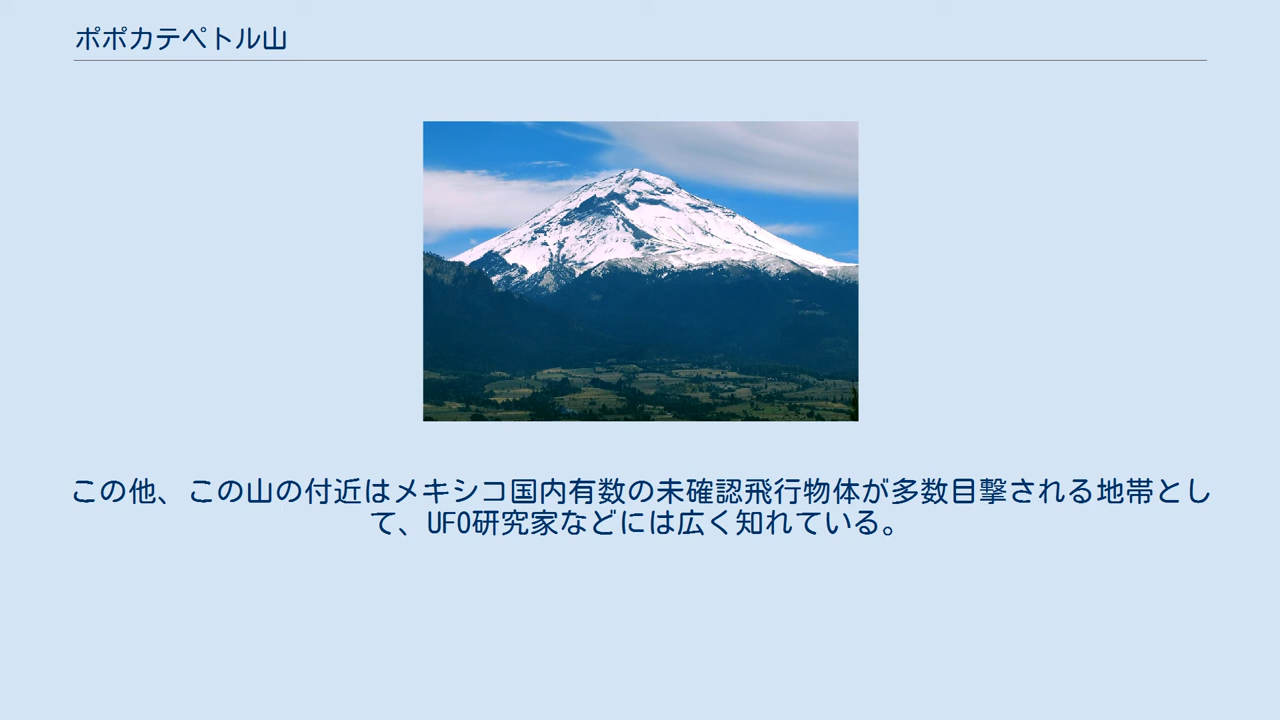 ポポカテペトル山
この他、この山の付近はメキシコ国内有数の未確認飛行物体が多数目撃される地帯とし
て、UFO研究家などには広く知れている。